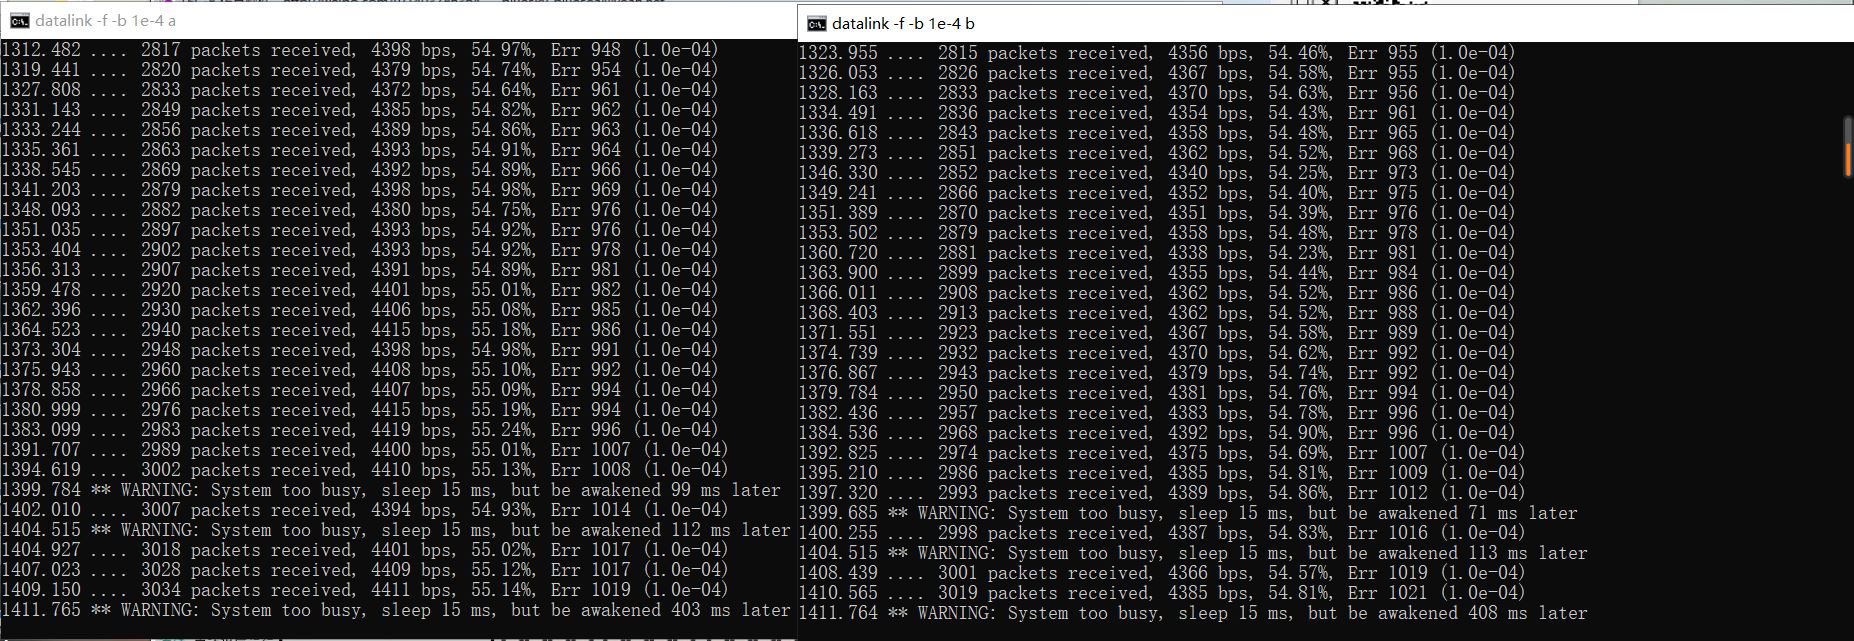 datalink -f -b 1e-4 a
1312.482 .... 2817 packets received, 4398 bps, 54.97%, Err 948 (1.0e-04)
1319.441 .... 2820 packets received, 4379 bps, 54.74%, Err 954 (1.0e-04)
1327.808 .... 2833 packets received, 4372 bps, 54.64%, Err 961 (1.0e-04)
1331.143 .... 2849 packets received, 4385 bps, 54.82%, Err 962 (1.0e-04)
1333.244 .... 2856 packets received, 4389 bps, 54.86%, Err 963 (1.0e-04)
1335.361 .... 2863 packets received, 4393 bps, 54.91%, Err 964 (1.0e-04)
1338.545 .... 2869 packets received, 4392 bps, 54.89%, Err 966 (1.0e-04)
1341.203 .... 2879 packets received, 4398 bps, 54.98%, Err 969 (1.0e-04)
1348.093 .... 2882 packets received, 4380 bps, 54.75%, Err 976 (1.0e-04)
1351.035 .... 2897 packets received, 4393 bps, 54.92%, Err 976 (1.0e-04)
1353.404 .... 2902 packets received, 4393 bps, 54.92%, Err 978 (1.0e-04)
1356.313 .... 2907 packets received, 4391 bps, 54.89%, Err 981 (1.0e-04)
1359.478 .... 2920 packets received, 4401 bps, 55.01%, Err 982 (1.0e-04)
1362.396 .... 2930 packets received, 4406 bps, 55.08%, Err 985 (1.0e-04)
1364.523 .... 2940 packets received, 4415 bps, 55.18%, Err 986 (1.0e-04)
1373.304 .... 2948 packets received, 4398 bps, 54.98%, Err 991 (1.0e-04)
1375.943 .... 2960 packets received, 4408 bps, 55.10%, Err 992 (1.0e-04)
1378.858 .... 2966 packets received, 4407 bps, 55.09%, Err 994 (1.0e-04)
1380.999 .... 2976 packets received, 4415 bps, 55.19%, Err 994 (1.0e-04)
1383.099 .... 2983 packets received, 4419 bps, 55.24%, Err 996 (1.0e-04)
1391.707 .... 2989 packets received, 4400 bps, 55.01%, Err 1007 (1.0e-04)
1394.619 .... 3002 packets received, 4410 bps, 55.13%, Err 1008 (1.0e-04)
1399.784 ** WARNING: System too busy, sleep 15 ms, but be awakened 99 ms later
1402.010 .... 3007 packets received, 4394 bps, 54.93%, Err 1014 (1.0e-04)
1404.515 ** WARNING: System too busy, sleep 15 ms, but be awakened 112 ms later
1404.927 .... 3018 packets received, 4401 bps, 55.02%, Err 1017 (1.0e-04)
1407.023 .... 3028 packets received, 4409 bps, 55.12%, Err 1017 (1.0e-04)
1409.150 .... 3034 packets received, 4411 bps, 55.14%, Err 1019 (1.0e-04)
1411.765 ** WARNING: System too busy, sleep 15 ms, but be awakened 403 ms later
datalink -f -b 1e-4 b
1323.955 .... 2815 packets received, 4356 bps, 54.46%, Err 955 (1.0e-04)
1326.053 .... 2826 packets received, 4367 bps, 54.58%, Err 955 (1.0e-04)
1328.163 .... 2833 packets received, 4370 bps, 54.63%, Err 956 (1.0e-04)
1334.491 .... 2836 packets received, 4354 bps, 54.43%, Err 961 (1.0e-04)
1336.618 .... 2843 packets received, 4358 bps, 54.48%, Err 965 (1.0e-04)
1339.273 .... 2851 packets received, 4362 bps, 54.52%, Err 968 (1.0e-04)
1346.330 .... 2852 packets received, 4340 bps, 54.25%, Err 973 (1.0e-04)
1349.241 .... 2866 packets received, 4352 bps, 54.40%, Err 975 (1.0e-04)
1351.389 .... 2870 packets received, 4351 bps, 54.39%, Err 976 (1.0e-04)
1353.502 .... 2879 packets received, 4358 bps, 54.48%, Err 978 (1.0e-04)
1360.720 .... 2881 packets received, 4338 bps, 54.23%, Err 981 (1.0e-04)
1363.900 .... 2899 packets received, 4355 bps, 54.44%, Err 984 (1.0e-04)
1366.011 .... 2908 packets received, 4362 bps, 54.52%, Err 986 (1.0e-04)
1368.403 .... 2913 packets received, 4362 bps, 54.52%, Err 988 (1.0e-04)
1371.551 .... 2923 packets received, 4367 bps, 54.58%, Err 989 (1.0e-04)
1374.739 .... 2932 packets received, 4370 bps, 54.62%, Err 992 (1.0e-04)
1376.867 .... 2943 packets received, 4379 bps, 54.74%, Err 992 (1.0e-04)
1379.784 .... 2950 packets received, 4381 bps, 54.76%, Err 994 (1.0e-04)
1382.436 .... 2957 packets received, 4383 bps, 54.78%, Err 996 (1.0e-04)
1384.536 .... 2968 packets received, 4392 bps, 54.90%, Err 996 (1.0e-04)
1392.825 .... 2974 packets received, 4375 bps, 54.69%, Err 1007 (1.0e-04)
1395.210 .... 2986 packets received, 4385 bps, 54.81%, Err 1009 (1.0e-04)
1397.320 .... 2993 packets received, 4389 bps, 54.86%, Err 1012 (1.0e-04)
1399.685 ** WARNING: System too busy, sleep 15 ms, but be awakened 71 ms later
1400.255 .... 2998 packets received, 4387 bps, 54.83%, Err 1016 (1.0e-04)
1404.515 ** WARNING: System too busy, sleep 15 ms, but be awakened 113 ms later
1408.439 .... 3001 packets received, 4366 bps, 54.57%, Err 1019 (1.0e-04)
1410.565 .... 3019 packets received, 4385 bps, 54.81%, Err 1021 (1.0e-04)
1411.764 ** WARNING: System too busy, sleep 15 ms, but be awakened 408 ms later